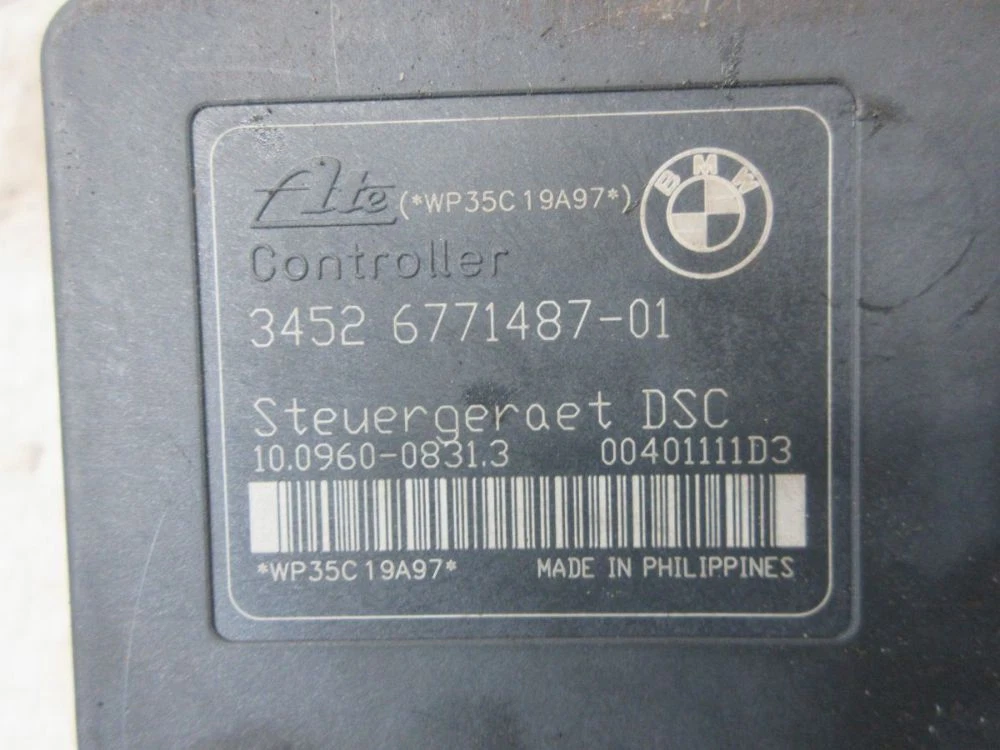 Ate (*WP35C19A97*) BMW
Controller
3452 6771487-01
Steuergeraet DSC
10.0960-0831.3 00401111D3
*WP35C19A97* MADE IN PHILIPPINES